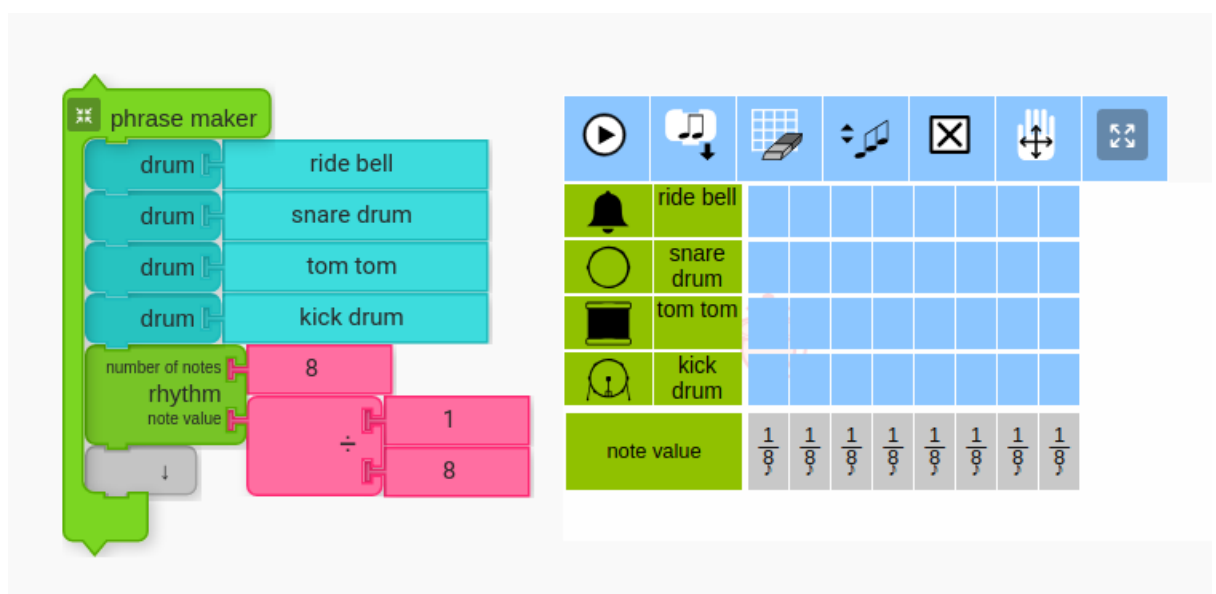 phrase maker
drum ride bell
drum snare drum
drum tom tom
drum kick drum
number of notes 8
rhythm
note value ÷ 1
8
↓
ride bell
snare
drum
tom tom
kick
drum
note value 1/8 1/8 1/8 1/8 1/8 1/8 1/8 1/8